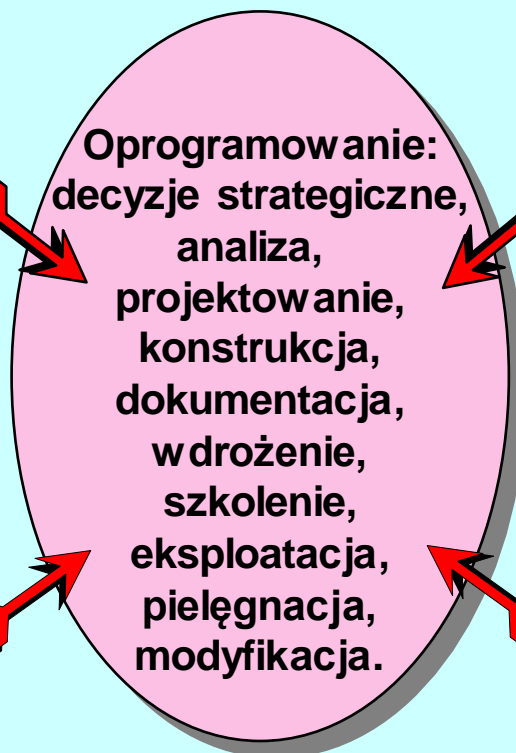 Oprogramowanie:
decyzje strategiczne,
analiza,
projektowanie,
konstrukcja,
dokumentacja,
wdrożenie,
szkolenie,
eksploatacja,
pielęgnacja,
modyfikacja.